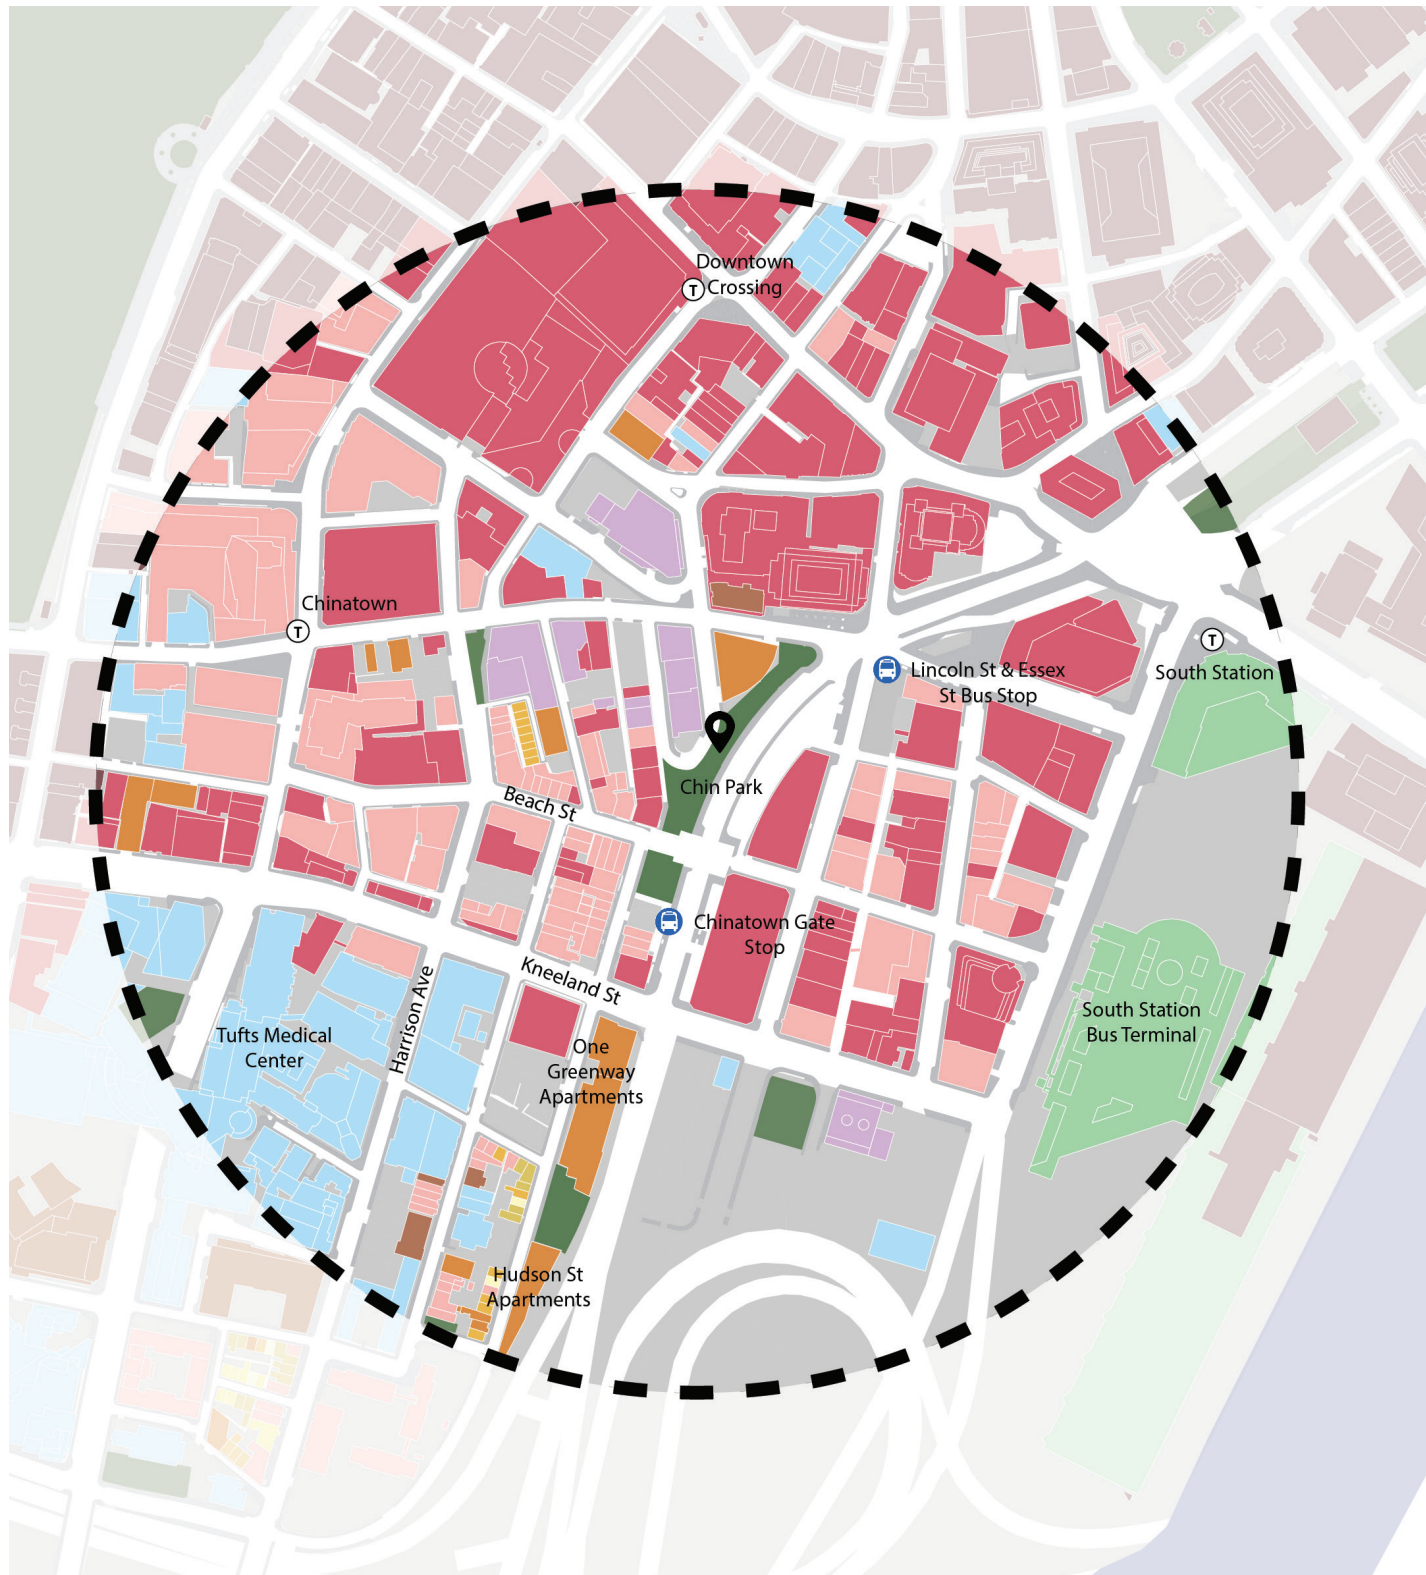 Downtown
Crossing
T
Chinatown
T
T
South Station
Lincoln St & Essex
St Bus Stop
Chin Park
Beach St
Chinatown Gate
Stop
Kneeland St
Harrison Ave
Tufts Medical
Center
One
Greenway
Apartments
South Station
Bus Terminal
Hudson St
Apartments